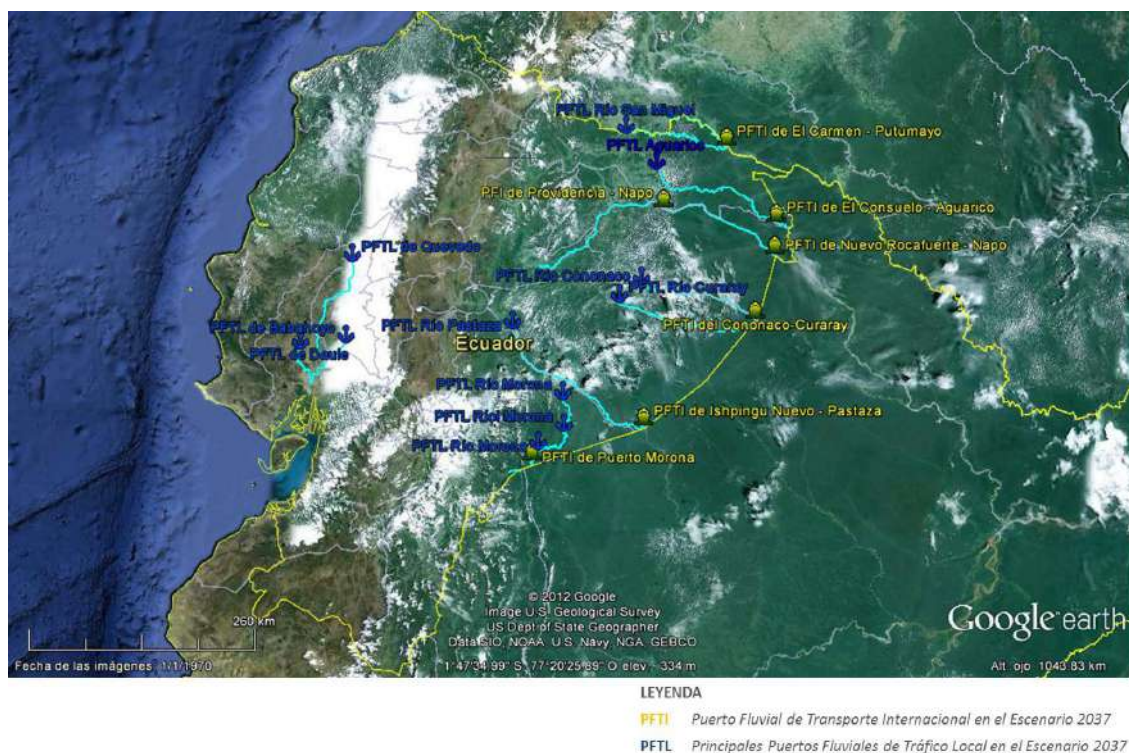 PFTL Río San Miguel
PFTI de El Carmen - Putumayo
PFTL Aguarico
PFI de Providencia - Napo
PFTI de El Consuelo - Aguarico
PFTL de Quevedo
PFTI de Nuevo Rocafuerte - Napo
PFTL Río Cononaco
PFTL Río Curaray
PFTI del Cononaco-Curaray
PFTL Río Pastaza
PFTL de Babahoyo
Ecuador
PFTL de Daule
PFTL Río Morona
PFTI de Ishpingu Nuevo - Pastaza
PFTL Ríol Morona
PFTL Río Morona
PFTI de Puerto Morona
© 2012 Google
Image U.S. Geological Survey
US Dept of State Geographer
Data SIO, NOAA, U.S. Navy, NGA, GEBCO
260 km
Google earth
Fecha de las imágenes: 1/1/1970
1°47'34.99" S, 77°20'25.89" O elev. -334 m
Alt. ojo 1043.83 km
LEYENDA
PFTI Puerto Fluvial de Transporte Internacional en el Escenario 2037
PFTL Principales Puertos Fluviales de Tráfico Local en el Escenario 2037